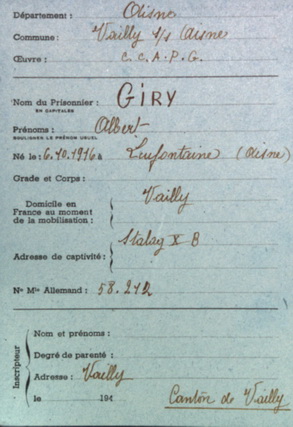 Département : Aisne
Commune : Vailly s/s Aisne
Œuvre : C. C. A. P. G.
Nom du Prisonnier : GIRY
EN CAPITALES
Prénoms : Albert
SOULIGNER LE PRÉNOM USUEL
Né le : 6.10.1916 à Leufontaine (Aisne)
Grade et Corps :
Domicile en
France au moment
de la mobilisation : Vailly
Adresse de captivité : Stalag X B
No Mle Allemand : 58.212
Inscripteur
Nom et prénoms :
Degré de parenté :
Adresse : Vailly
le 194
Canton de Vailly